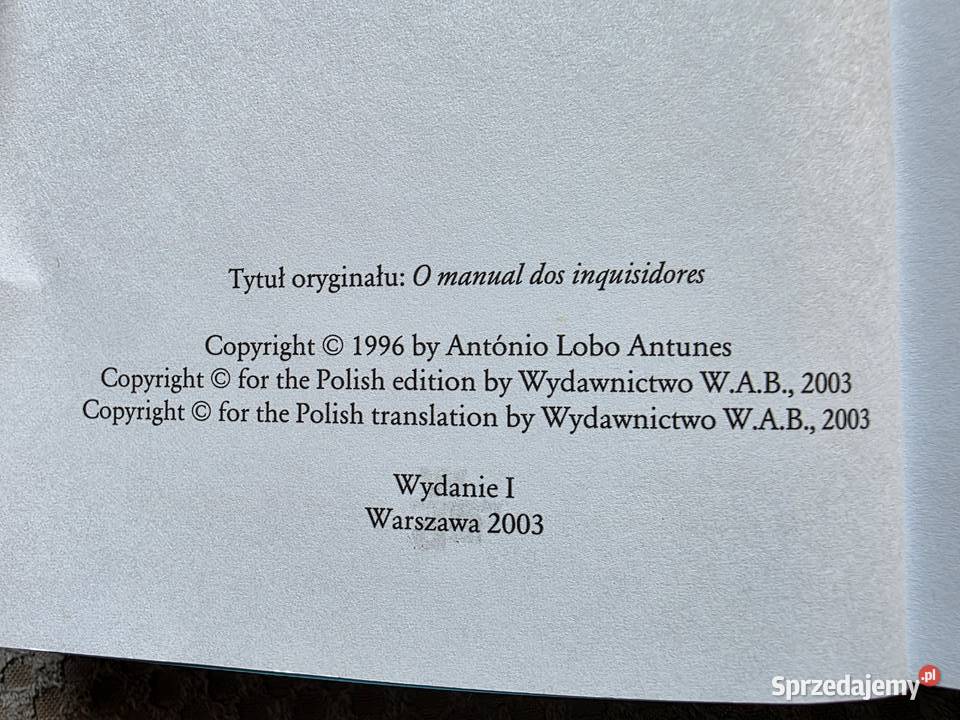 Tytuł oryginału: O manual dos inquisidores
Copyright © 1996 by António Lobo Antunes
Copyright © for the Polish edition by Wydawnictwo W.A.B., 2003
Copyright © for the Polish translation by Wydawnictwo W.A.B., 2003
Wydanie I
Warszawa 2003
Sprzedajemy.pl